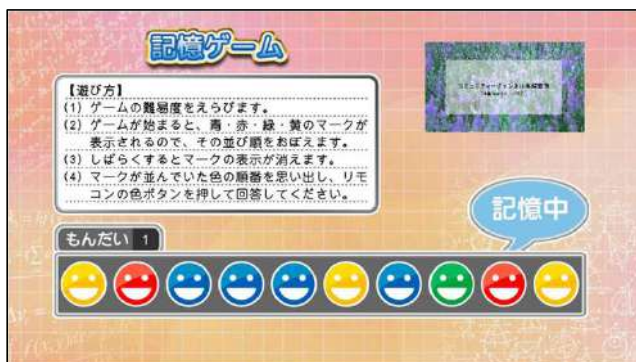 記憶ゲーム
【遊び方】
(1) ゲームの難易度をえらびます。
(2) ゲームが始まると、青・赤・緑・黄のマークが
表示されるので、その並び順をおぼえます。
(3) しばらくするとマークの表示が消えます。
(4) マークが並んでいた色の順番を思い出し、リモ
コンの色ボタンを押して回答してください。
記憶中
もんだい 1